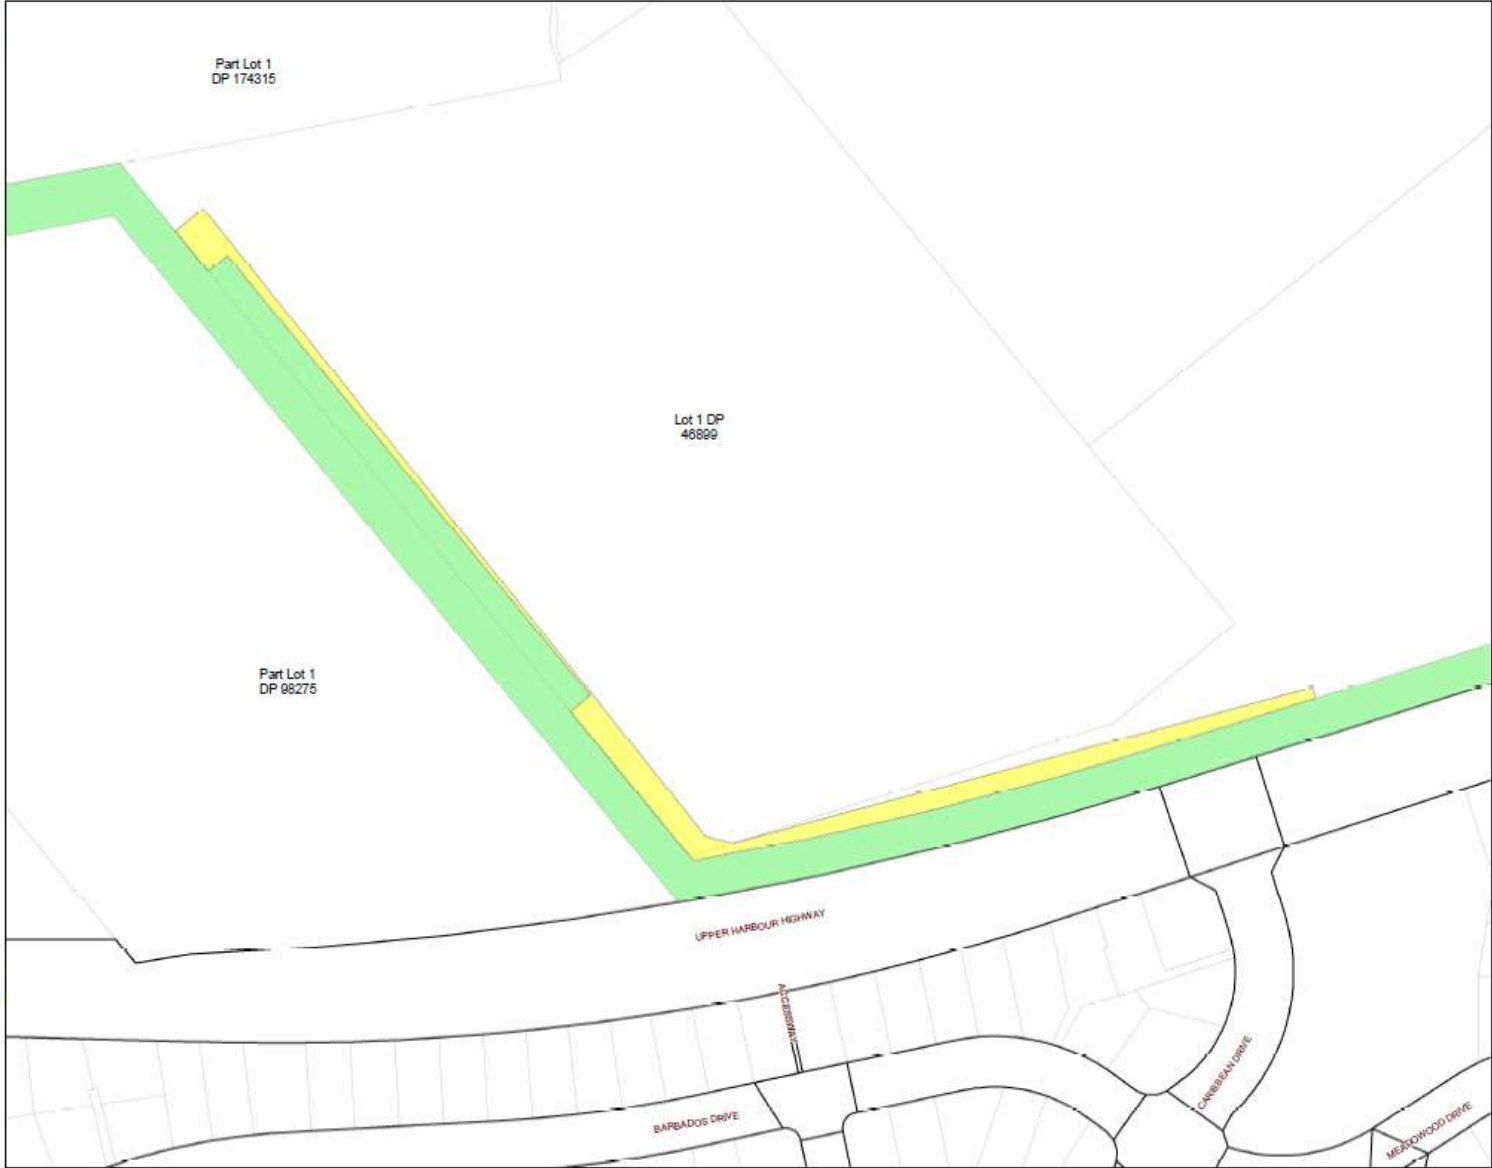 Part Lot 1
DP 174315
Lot 1 DP
46899
Part Lot 1
DP 98275
UPPER HARBOUR HIGHWAY
ACCESSWAY
CARIBBEAN DRIVE
BARBADOS DRIVE
MEADOWOOD DRIVE